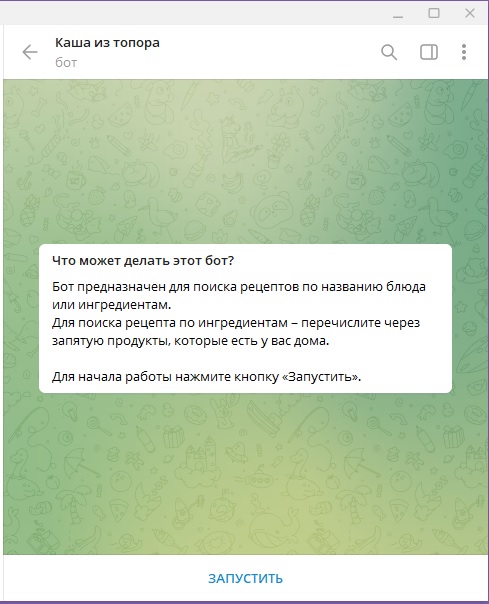 Каша из топора
бот
Что может делать этот бот?
Бот предназначен для поиска рецептов по названию блюда
или ингредиентам.
Для поиска рецепта по ингредиентам – перечислите через
запятую продукты, которые есть у вас дома.
Для начала работы нажмите кнопку «Запустить».
ЗАПУСТИТЬ